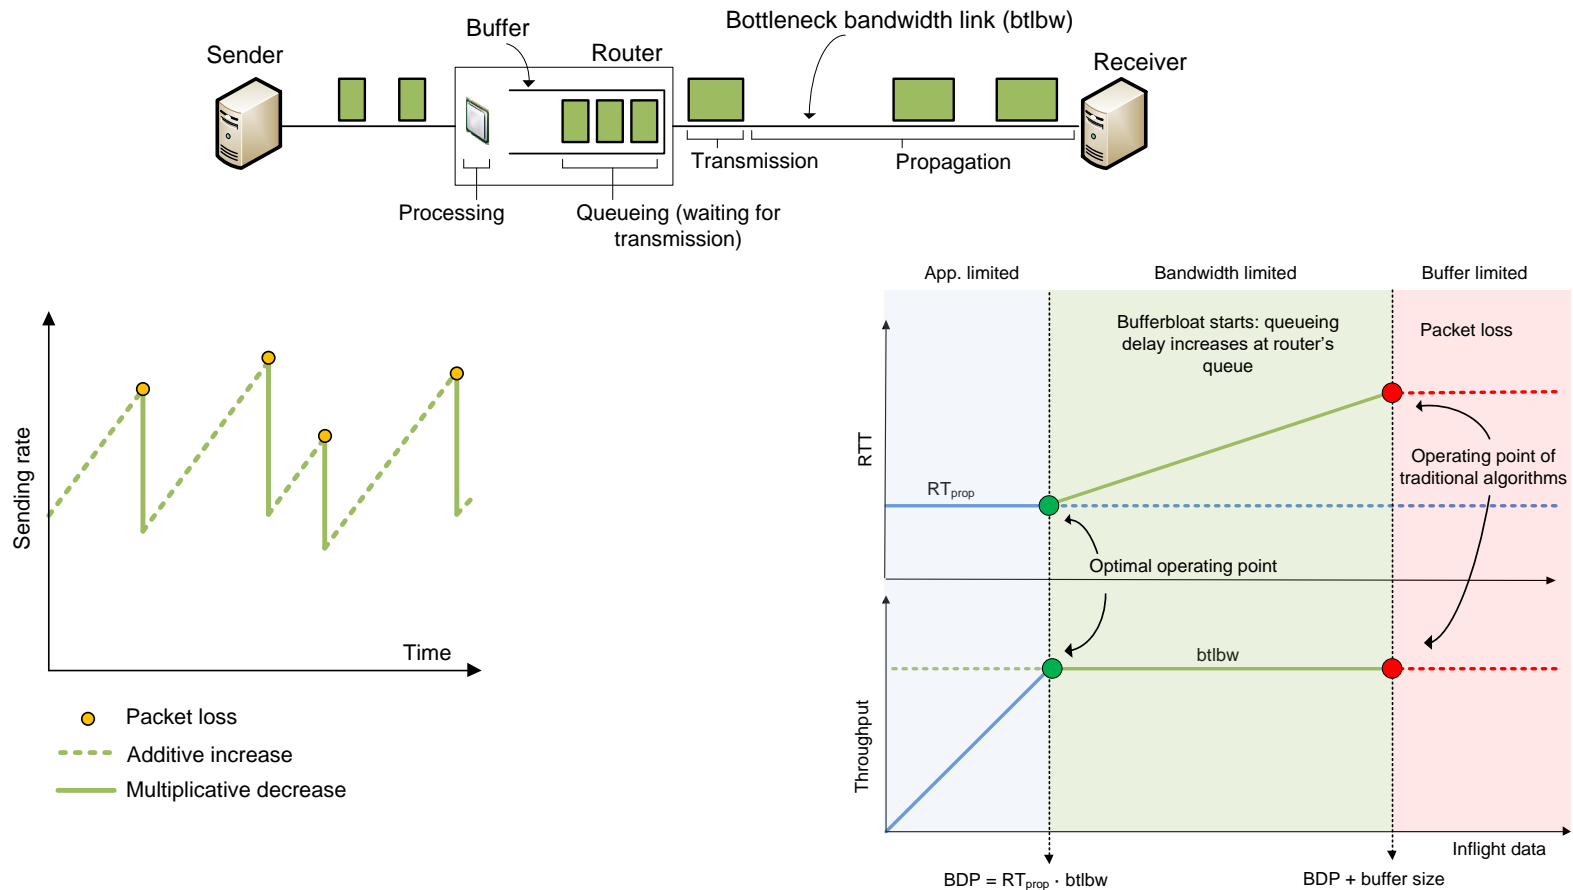 Bottleneck bandwidth link (btlbw)
Buffer
Router
Sender
Receiver
Transmission
Propagation
Processing
Queueing (waiting for
transmission)
Sending rate
Time
Packet loss
Additive increase
Multiplicative decrease
App. limited
Bandwidth limited
Buffer limited
Bufferbloat starts: queueing
delay increases at router's
queue
Packet loss
RTT
RTprop
Operating point of
traditional algorithms
Optimal operating point
btlbw
Throughput
Inflight data
BDP = RTprop · btlbw
BDP + buffer size